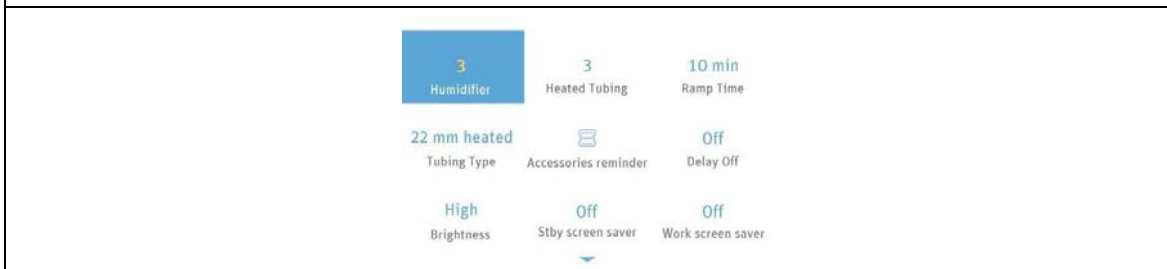 3 3 10 min
Humidifier Heated Tubing Ramp Time
22 mm heated Off
Tubing Type Accessories reminder Delay Off
High Off Off
Brightness Stby screen saver Work screen saver